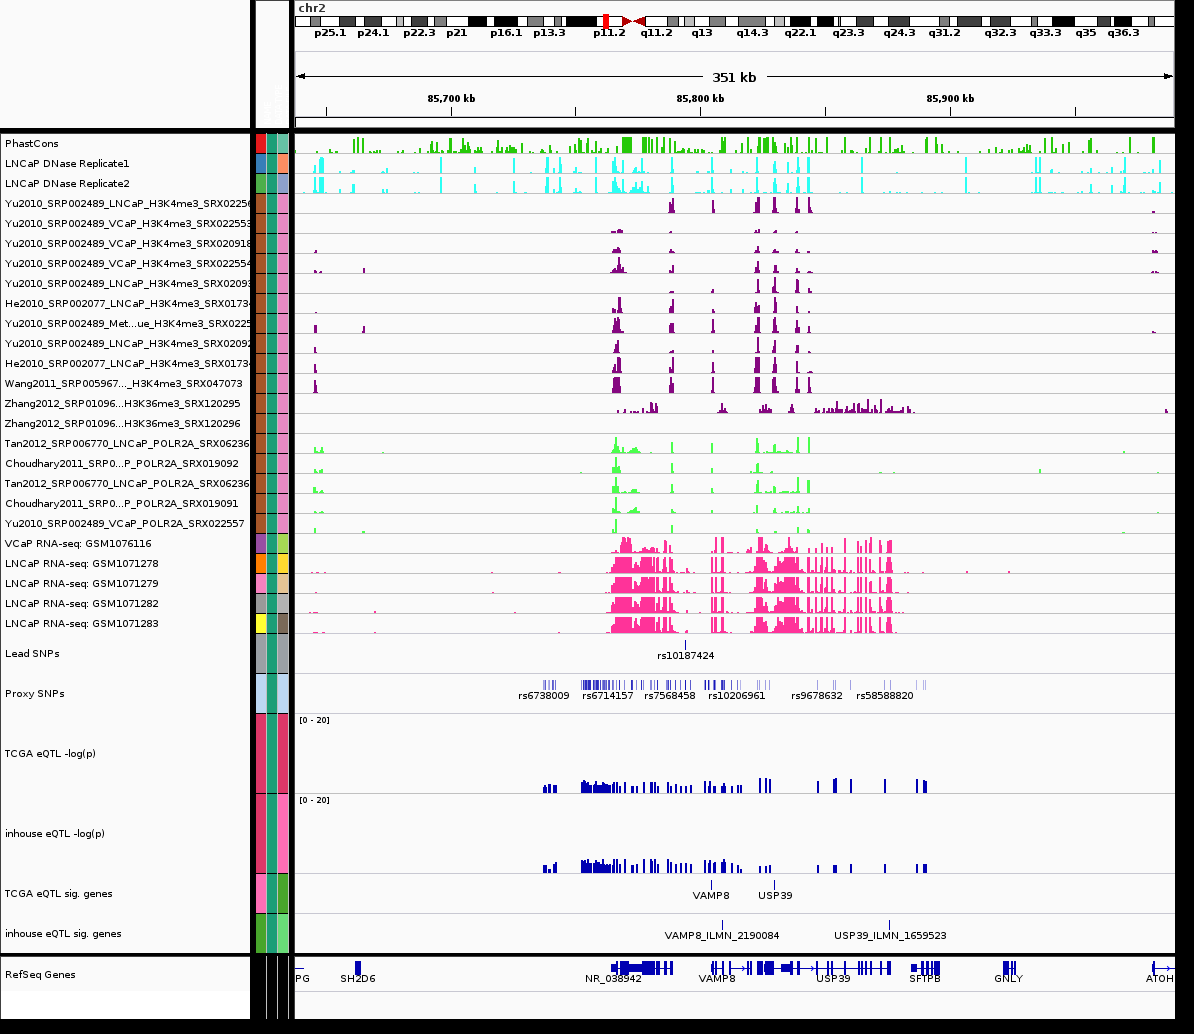 chr2
p25.1 p24.1 p22.3 p21 p16.1 p13.3 p11.2 q11.2 q13 q14.3 q22.1 q23.3 q24.3 q31.2 q32.3 q33.3 q35 q36.3
351 kb
85,700 kb 85,800 kb 85,900 kb
PhastCons
LNCaP DNase Replicate1
LNCaP DNase Replicate2
Yu2010_SRP002489_LNCaP_H3K4me3_SRX02256
Yu2010_SRP002489_VCaP_H3K4me3_SRX022553
Yu2010_SRP002489_VCaP_H3K4me3_SRX020918
Yu2010_SRP002489_VCaP_H3K4me3_SRX022554
Yu2010_SRP002489_LNCaP_H3K4me3_SRX02093
He2010_SRP002077_LNCaP_H3K4me3_SRX01734
Yu2010_SRP002489_Met...ue_H3K4me3_SRX0225
Yu2010_SRP002489_LNCaP_H3K4me3_SRX02092
He2010_SRP002077_LNCaP_H3K4me3_SRX01734
Wang2011_SRP005967..._H3K4me3_SRX047073
Zhang2012_SRP01096...H3K36me3_SRX120295
Zhang2012_SRP01096...H3K36me3_SRX120296
Tan2012_SRP006770_LNCaP_POLR2A_SRX06236
Choudhary2011_SRP0...P_POLR2A_SRX019092
Tan2012_SRP006770_LNCaP_POLR2A_SRX06236
Choudhary2011_SRP0...P_POLR2A_SRX019091
Yu2010_SRP002489_VCaP_POLR2A_SRX022557
VCaP RNA-seq: GSM1076116
LNCaP RNA-seq: GSM1071278
LNCaP RNA-seq: GSM1071279
LNCaP RNA-seq: GSM1071282
LNCaP RNA-seq: GSM1071283
Lead SNPs
rs10187424
Proxy SNPs
rs6738009 rs6714157 rs7568458 rs10206961 rs9678632 rs58588820
[0 - 20]
TCGA eQTL -log(p)
[0 - 20]
inhouse eQTL -log(p)
TCGA eQTL sig. genes
VAMP8 USP39
inhouse eQTL sig. genes
VAMP8_ILMN_2190084 USP39_ILMN_1659523
RefSeq Genes
PG SH2D6 NR_038942 VAMP8 USP39 SFTPB GNLY ATOH